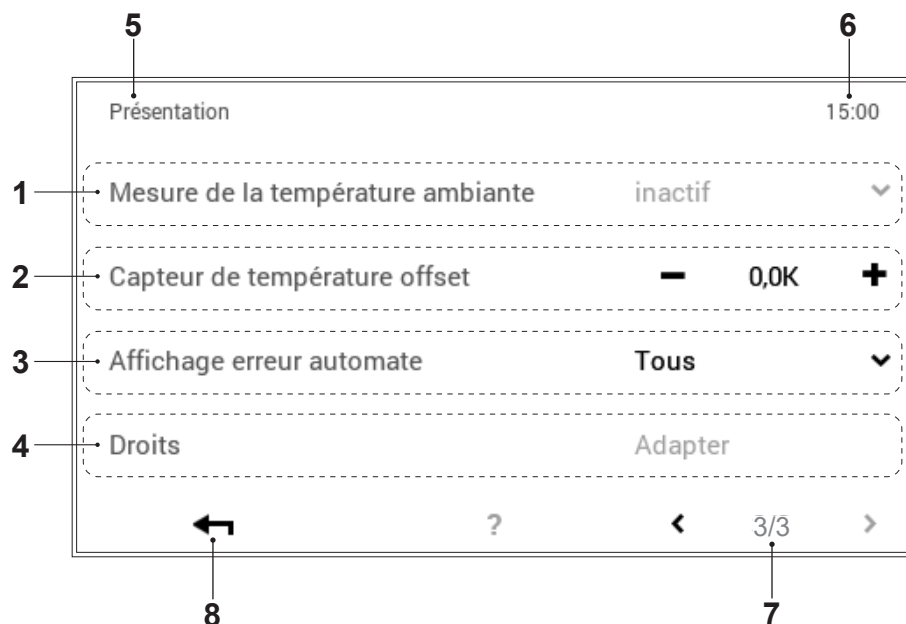 5 6
Présentation 15:00
1 Mesure de la température ambiante inactif
2 Capteur de température offset − 0,0K +
3 Affichage erreur automate Tous
4 Droits Adapter
? < 3/3 >
8 7